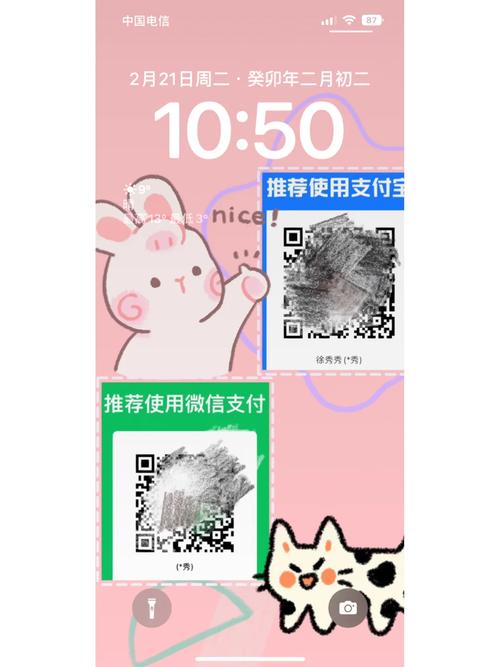 中国电信
87
2月21日周二·癸卯年二月初二
10:50
9°
晴
最高13° 最低3°
nice!
推荐使用支付宝
徐秀秀 (*秀)
推荐使用微信支付
(*秀)